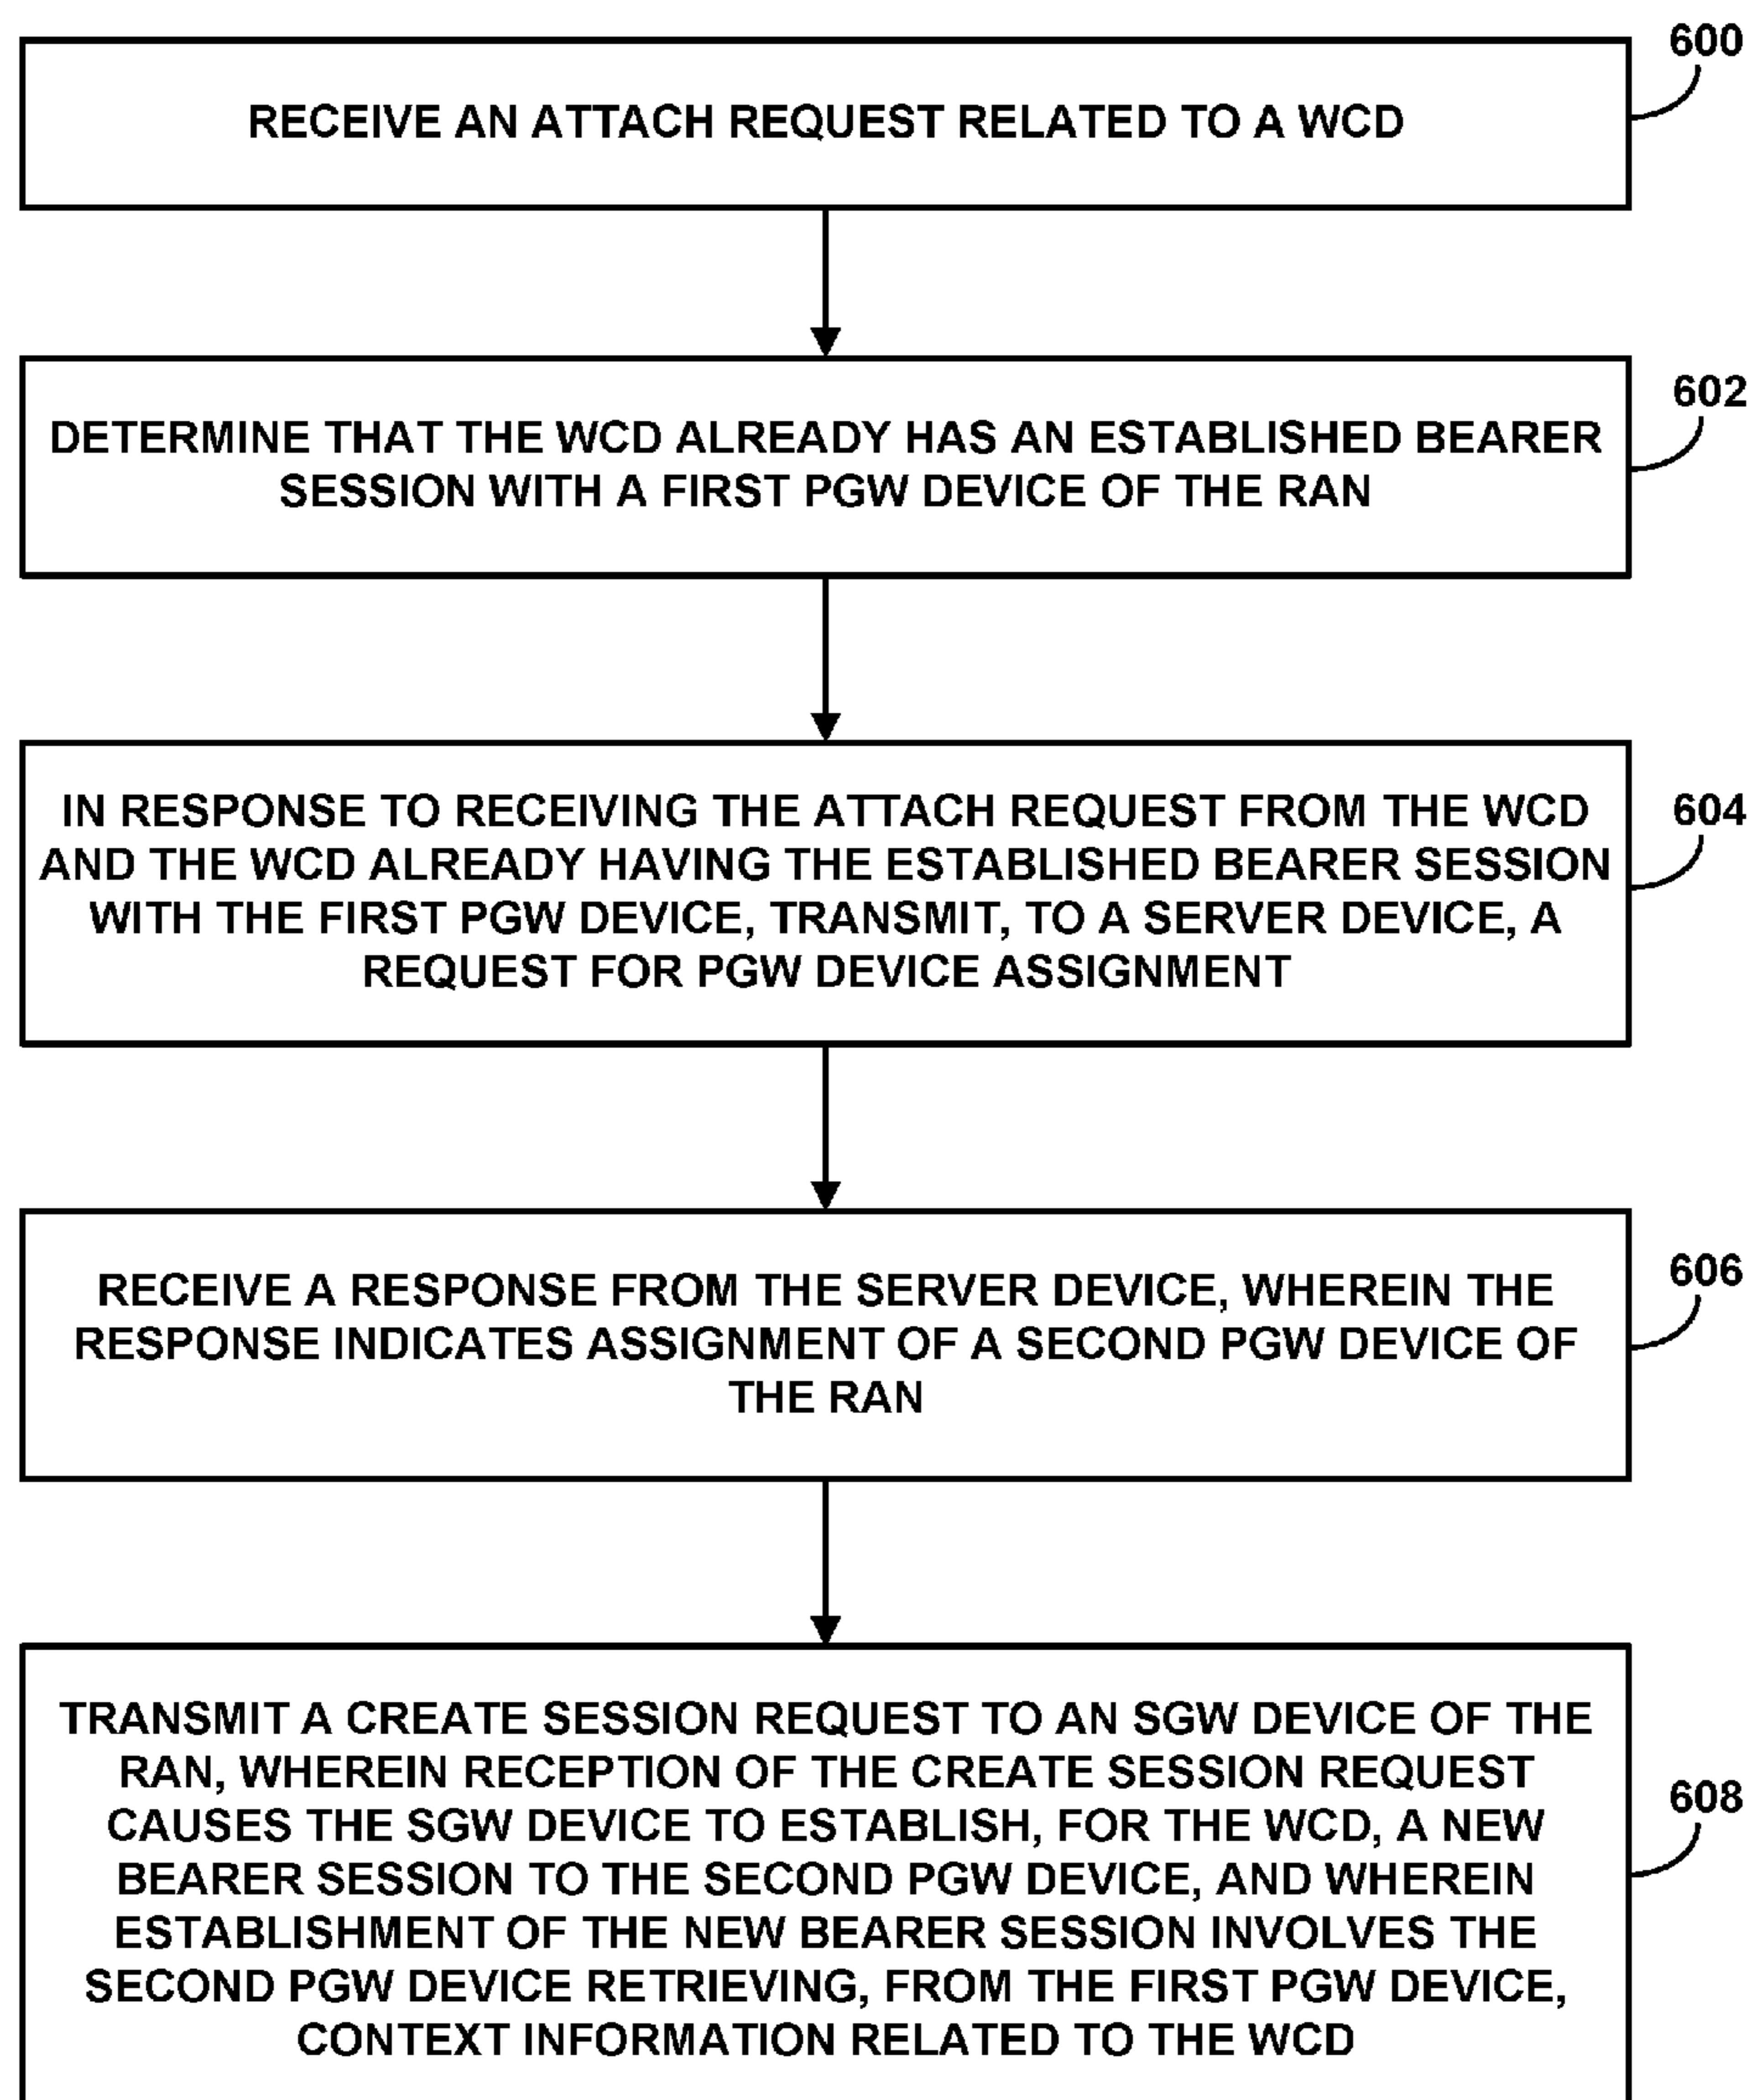 600
RECEIVE AN ATTACH REQUEST RELATED TO A WCD
602
DETERMINE THAT THE WCD ALREADY HAS AN ESTABLISHED BEARER
SESSION WITH A FIRST PGW DEVICE OF THE RAN
604
IN RESPONSE TO RECEIVING THE ATTACH REQUEST FROM THE WCD
AND THE WCD ALREADY HAVING THE ESTABLISHED BEARER SESSION
WITH THE FIRST PGW DEVICE, TRANSMIT, TO A SERVER DEVICE, A
REQUEST FOR PGW DEVICE ASSIGNMENT
606
RECEIVE A RESPONSE FROM THE SERVER DEVICE, WHEREIN THE
RESPONSE INDICATES ASSIGNMENT OF A SECOND PGW DEVICE OF
THE RAN
608
TRANSMIT A CREATE SESSION REQUEST TO AN SGW DEVICE OF THE
RAN, WHEREIN RECEPTION OF THE CREATE SESSION REQUEST
CAUSES THE SGW DEVICE TO ESTABLISH, FOR THE WCD, A NEW
BEARER SESSION TO THE SECOND PGW DEVICE, AND WHEREIN
ESTABLISHMENT OF THE NEW BEARER SESSION INVOLVES THE
SECOND PGW DEVICE RETRIEVING, FROM THE FIRST PGW DEVICE,
CONTEXT INFORMATION RELATED TO THE WCD